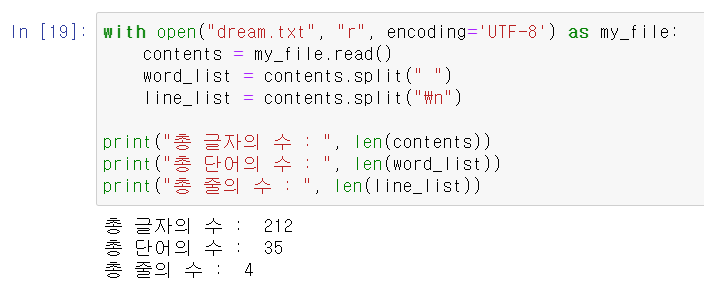 In [19]: with open("dream.txt", "r", encoding='UTF-8') as my_file:
    contents = my_file.read()
    word_list = contents.split(" ")
    line_list = contents.split("₩n")

print("총 글자의 수 : ", len(contents))
print("총 단어의 수 : ", len(word_list))
print("총 줄의 수 : ", len(line_list))
총 글자의 수 :  212
총 단어의 수 :  35
총 줄의 수 :  4